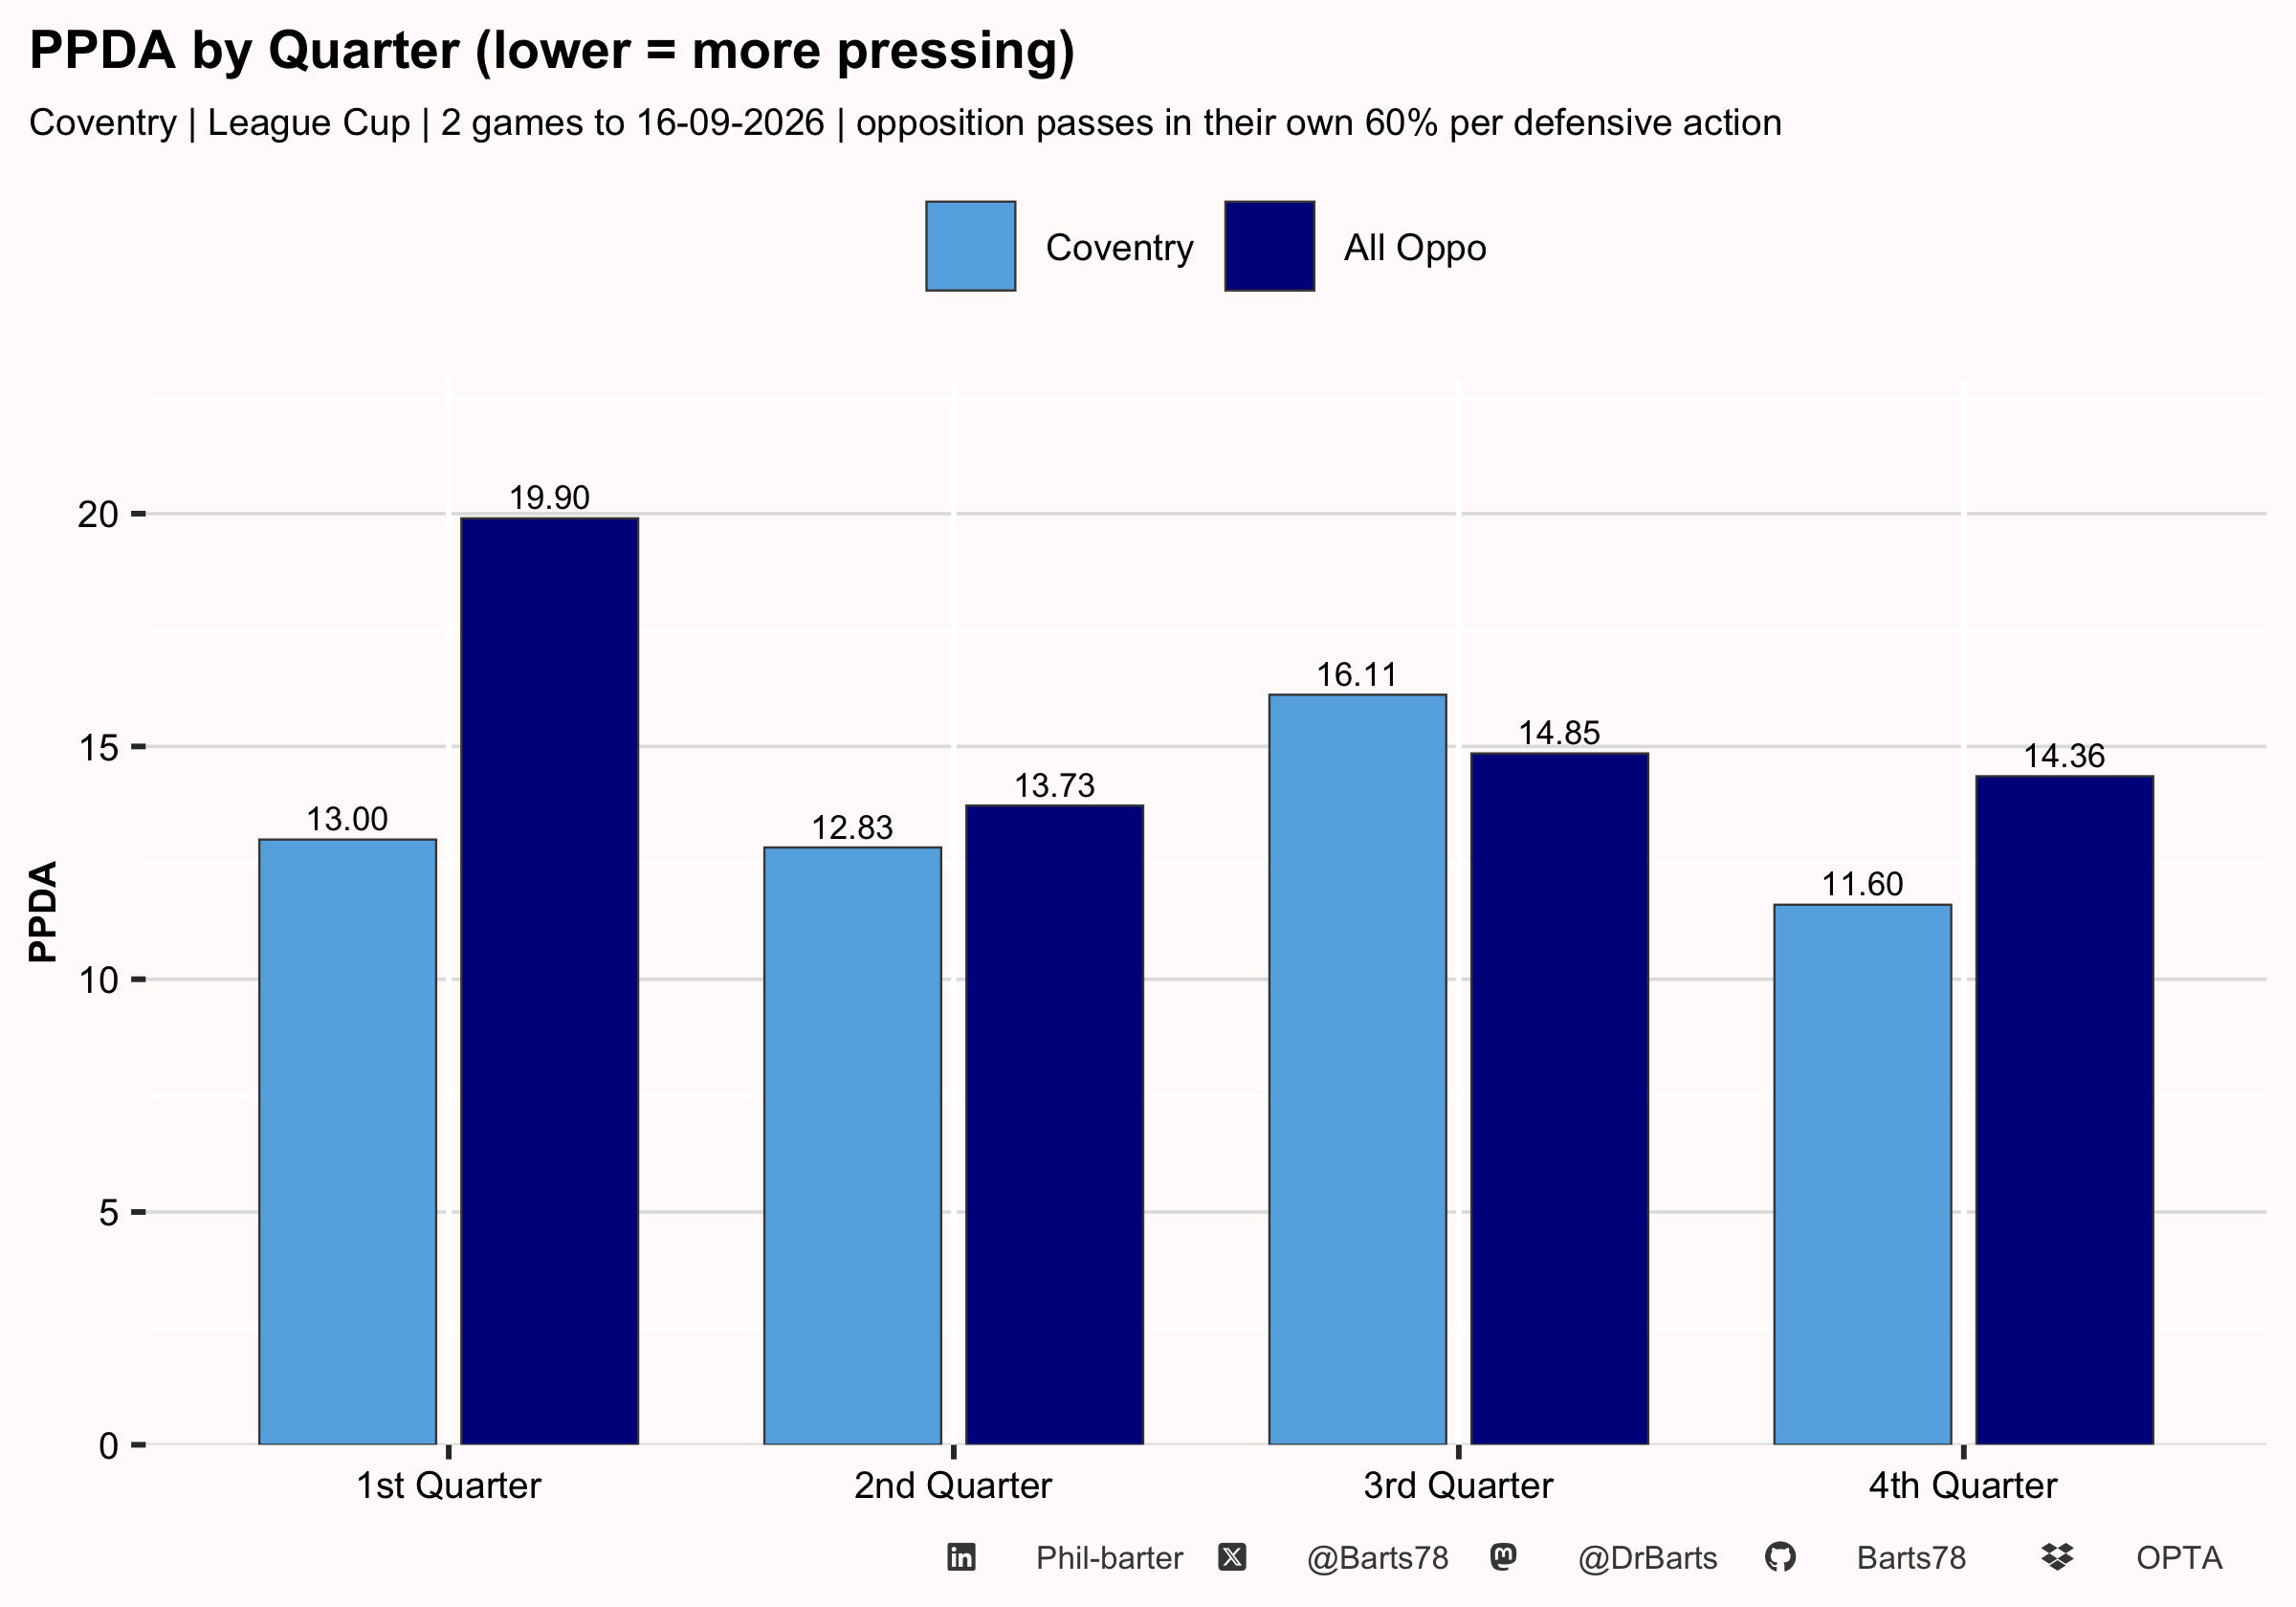 PPDA by Quarter (lower = more pressing)
Coventry | League Cup | 2 games to 16-09-2026 | opposition passes in their own 60% per defensive action
Coventry
All Oppo
PPDA
20
15
10
5
0
13.00
19.90
12.83
13.73
16.11
14.85
11.60
14.36
1st Quarter
2nd Quarter
3rd Quarter
4th Quarter
Phil-barter
@Barts78
@DrBarts
Barts78
OPTA